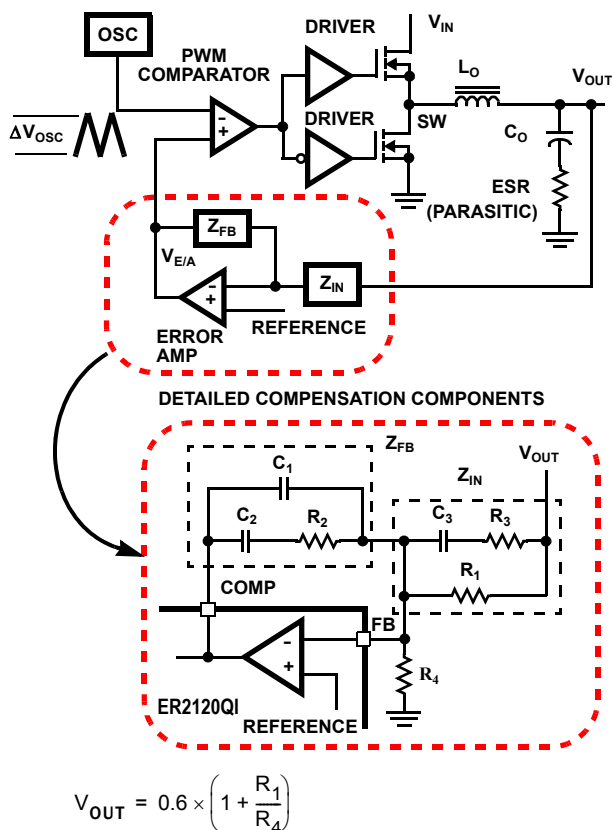 OSC
PWM
COMPARATOR
DRIVER
V_IN
ΔV_OSC
-
+
DRIVER
SW
L_O
V_OUT
C_O
ESR
(PARASITIC)
Z_FB
V_E/A
-
+
Z_IN
REFERENCE
ERROR
AMP
DETAILED COMPENSATION COMPONENTS
Z_FB
V_OUT
Z_IN
C_1
C_2
R_2
C_3
R_3
R_1
COMP
FB
-
+
R_4
ER2120QI
REFERENCE
V_OUT = 0.6 × (1 + R_1/R_4)